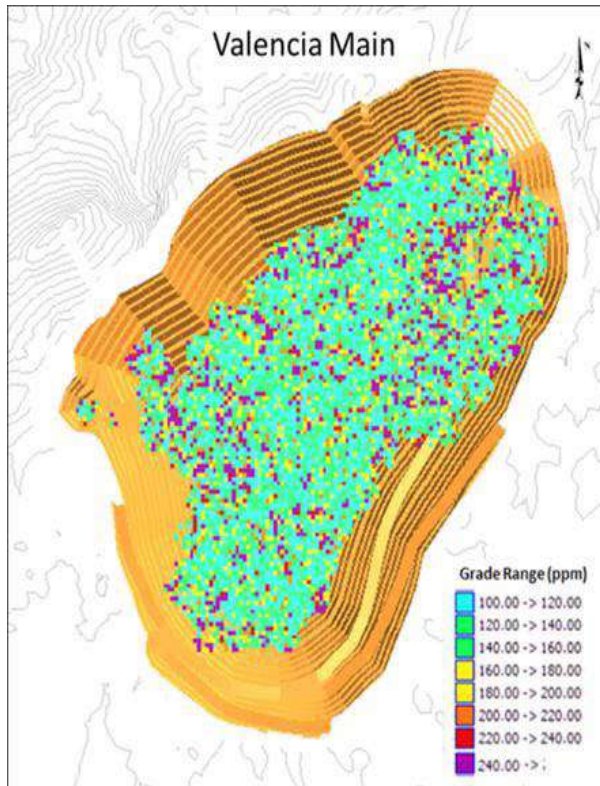 Valencia Main
Grade Range (ppm)
100.00 -> 120.00
120.00 -> 140.00
140.00 -> 160.00
160.00 -> 180.00
180.00 -> 200.00
200.00 -> 220.00
220.00 -> 240.00
240.00 -> ;